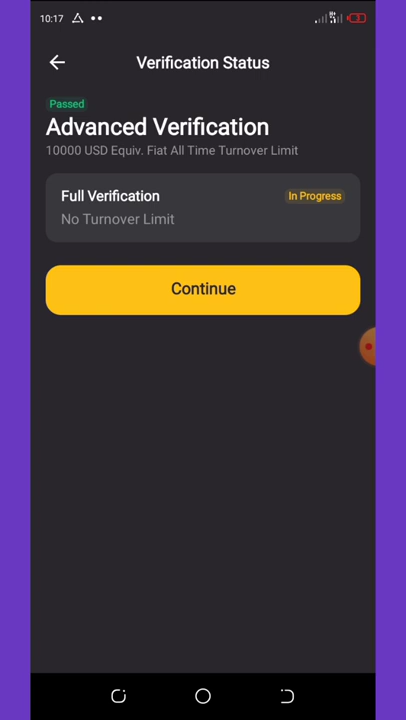 10:17
Verification Status
Passed
Advanced Verification
10000 USD Equiv. Fiat All Time Turnover Limit
Full Verification
In Progress
No Turnover Limit
Continue